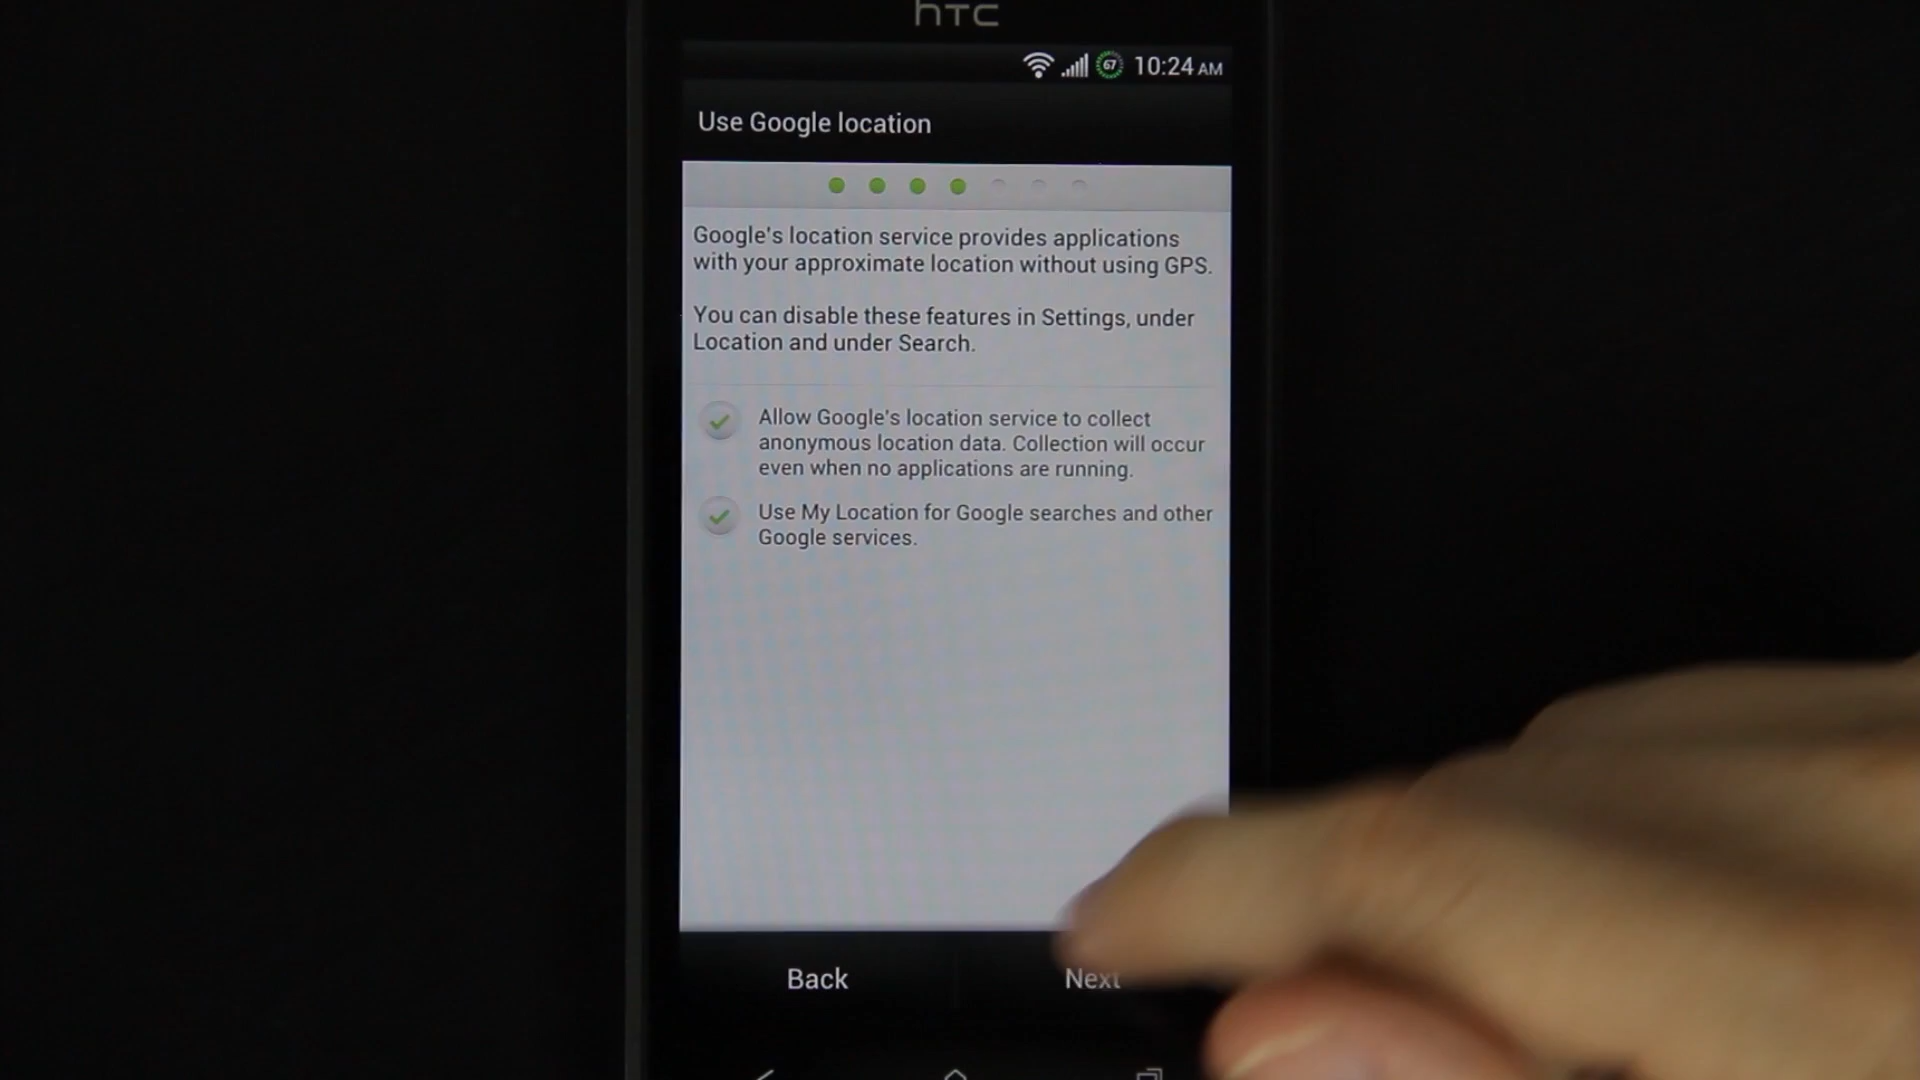 hTC
67 10:24 AM
Use Google location
Google's location service provides applications
with your approximate location without using GPS.
You can disable these features in Settings, under
Location and under Search.
Allow Google's location service to collect
anonymous location data. Collection will occur
even when no applications are running.
Use My Location for Google searches and other
Google services.
Back Next